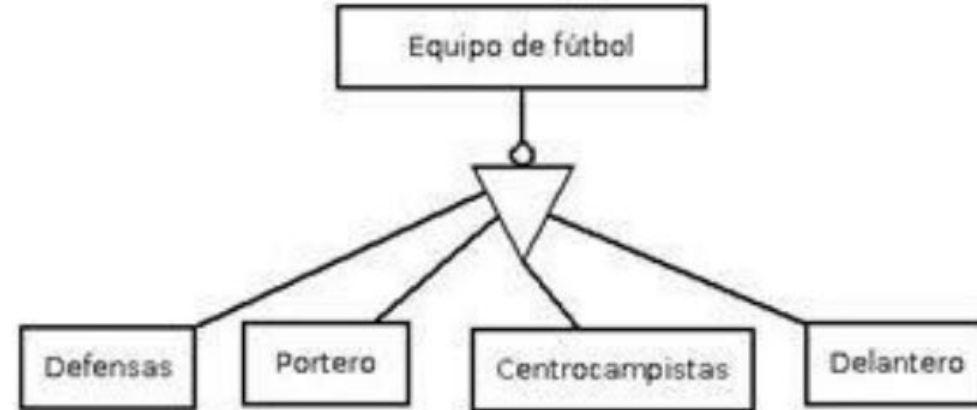 Equipo de fútbol
Defensas
Portero
Centrocampistas
Delantero